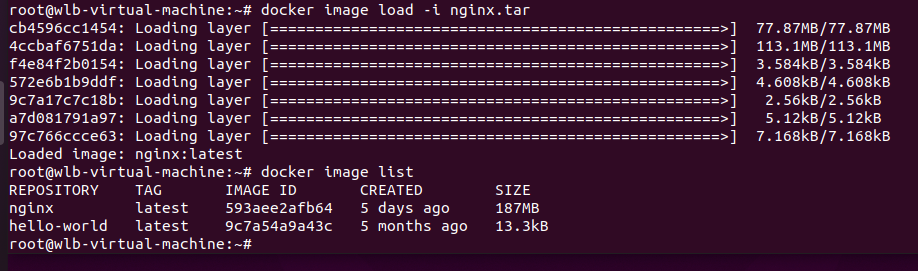 root@wlb-virtual-machine:~# docker image load -i nginx.tar
cb4596cc1454: Loading layer [==================================================>]  77.87MB/77.87MB
4ccbaf6751da: Loading layer [==================================================>]  113.1MB/113.1MB
f4e84f2b0154: Loading layer [==================================================>]  3.584kB/3.584kB
572e6b1b9ddf: Loading layer [==================================================>]  4.608kB/4.608kB
9c7a17c7c18b: Loading layer [==================================================>]   2.56kB/2.56kB
a7d081791a97: Loading layer [==================================================>]   5.12kB/5.12kB
97c766ccce63: Loading layer [==================================================>]  7.168kB/7.168kB
Loaded image: nginx:latest
root@wlb-virtual-machine:~# docker image list
REPOSITORY    TAG       IMAGE ID       CREATED        SIZE
nginx         latest    593aee2afb64   5 days ago     187MB
hello-world   latest    9c7a54a9a43c   5 months ago   13.3kB
root@wlb-virtual-machine:~#